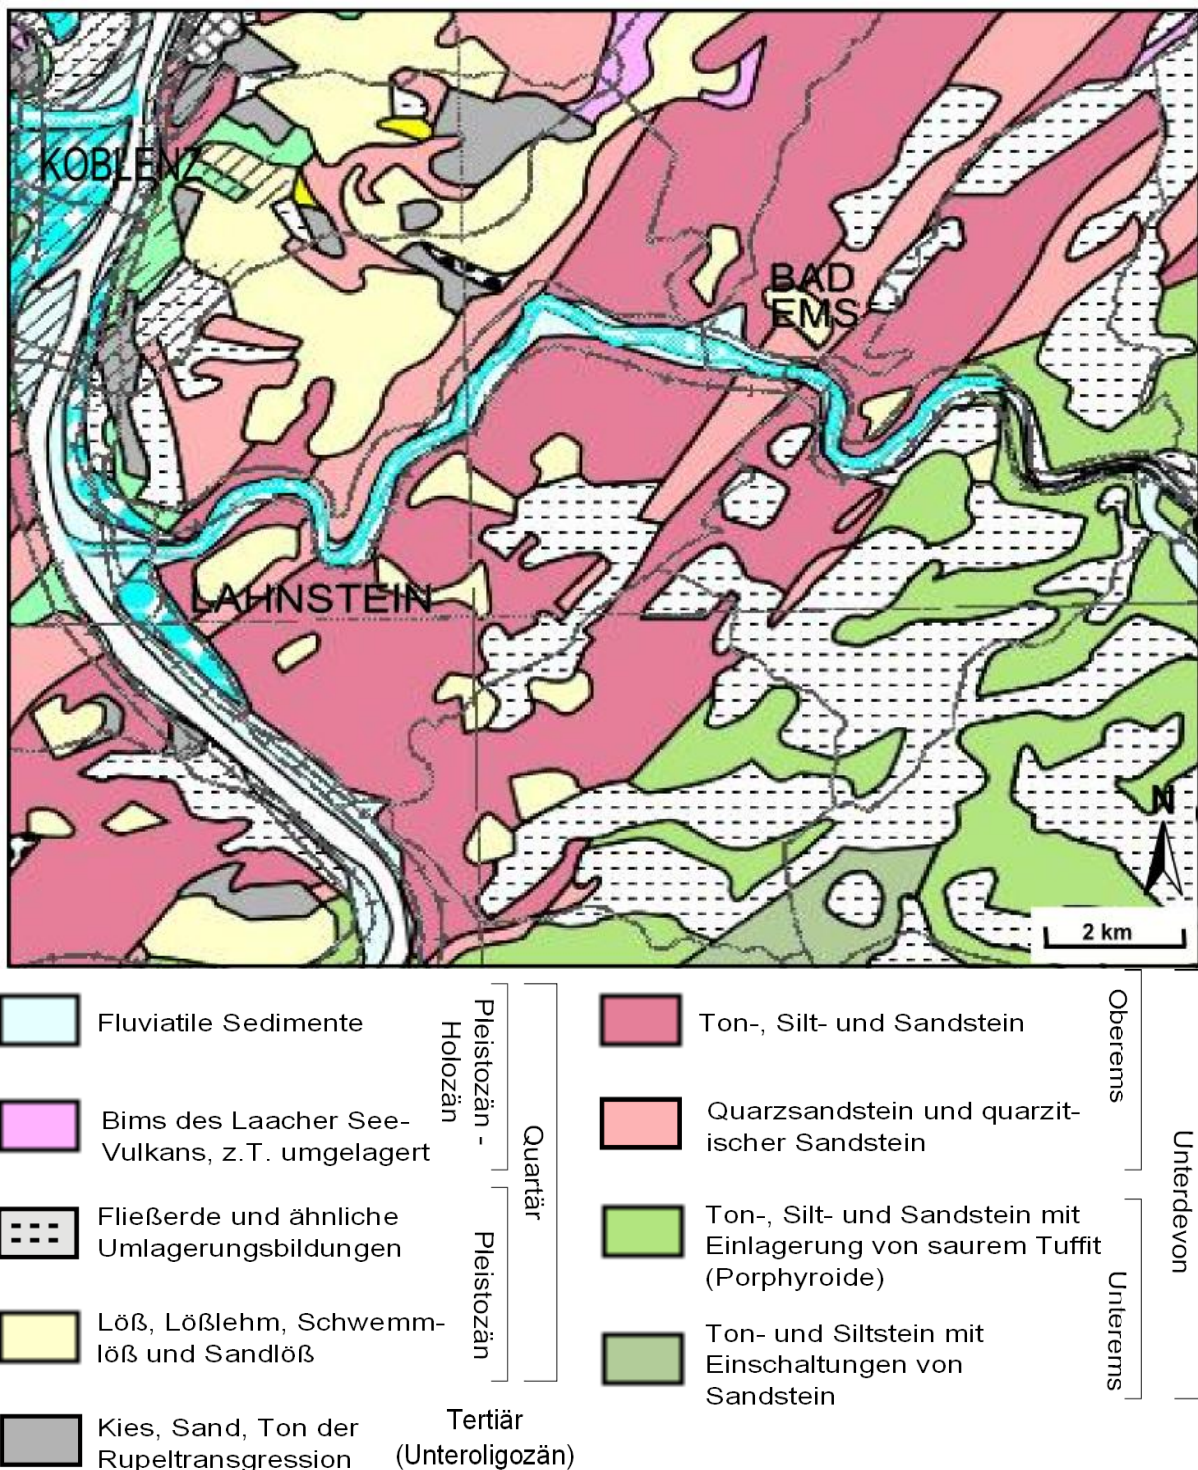 KOBLENZ
BAD
EMS
LAHNSTEIN
N
2 km
Fluviatile Sedimente
Bims des Laacher See-
Vulkans, z.T. umgelagert
Fließerde und ähnliche
Umlagerungsbildungen
Löß, Lößlehm, Schwemm-
löß und Sandlöß
Kies, Sand, Ton der
Rupeltransgression
Pleistozän -
Holozän
Pleistozän
Quartär
Tertiär
(Unteroligozän)
Ton-, Silt- und Sandstein
Quarzsandstein und quarzit-
ischer Sandstein
Ton-, Silt- und Sandstein mit
Einlagerung von saurem Tuffit
(Porphyroide)
Ton- und Siltstein mit
Einschaltungen von
Sandstein
Oberems
Unterems
Unterdevon